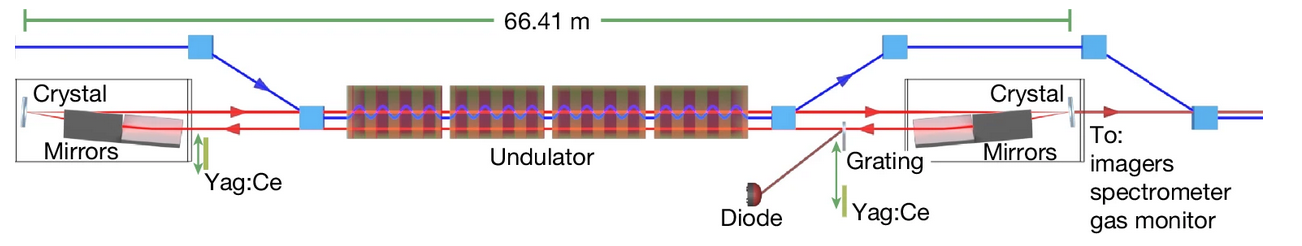 66.41 m
Crystal
Mirrors
Yag:Ce
Undulator
Diode
Grating
Yag:Ce
Crystal
Mirrors
To:
imagers
spectrometer
gas monitor